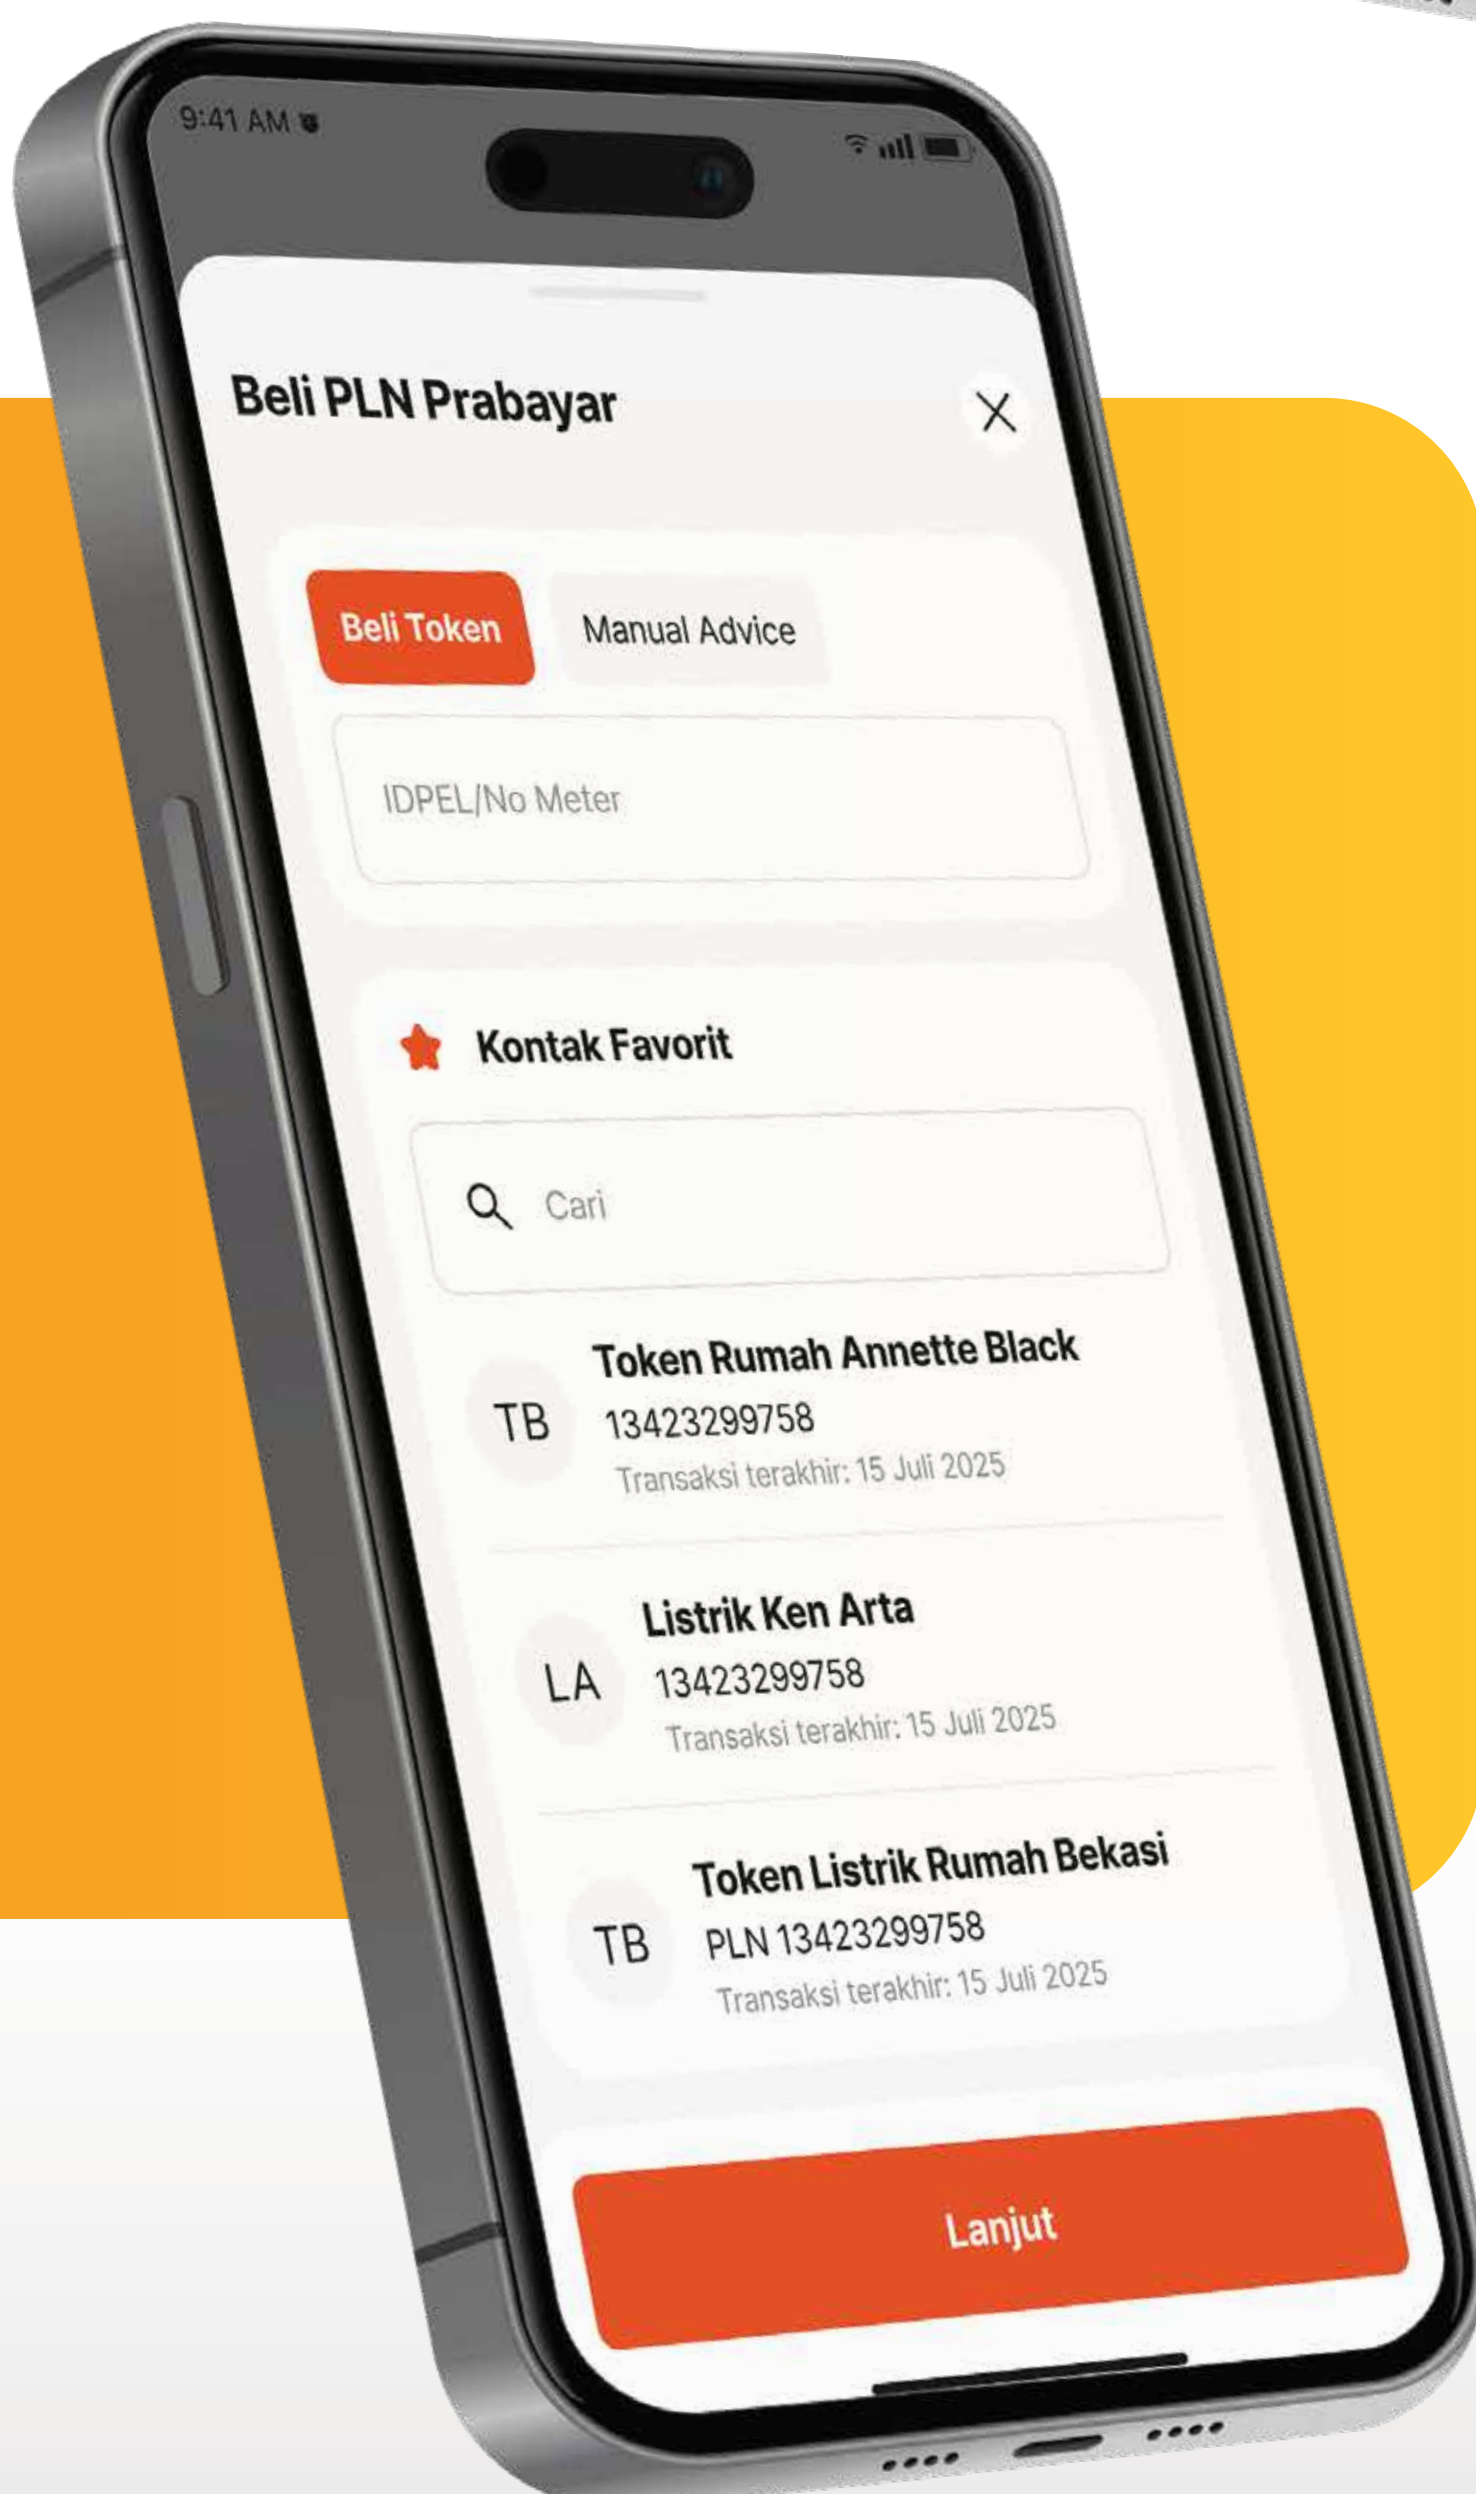 9:41 AM
Beli PLN Prabayar
Beli Token
Manual Advice
IDPEL/No Meter
Kontak Favorit
Cari
TB
Token Rumah Annette Black
13423299758
Transaksi terakhir: 15 Juli 2025
LA
Listrik Ken Arta
13423299758
Transaksi terakhir: 15 Juli 2025
TB
Token Listrik Rumah Bekasi
PLN 13423299758
Transaksi terakhir: 15 Juli 2025
Lanjut